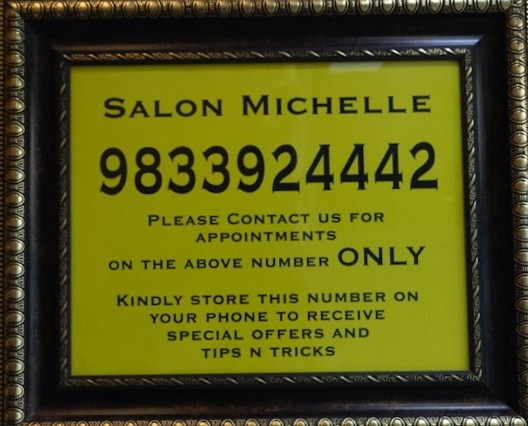 SALON MICHELLE
9833924442
PLEASE CONTACT US FOR
APPOINTMENTS
ON THE ABOVE NUMBER ONLY
KINDLY STORE THIS NUMBER ON
YOUR PHONE TO RECEIVE
SPECIAL OFFERS AND
TIPS N TRICKS